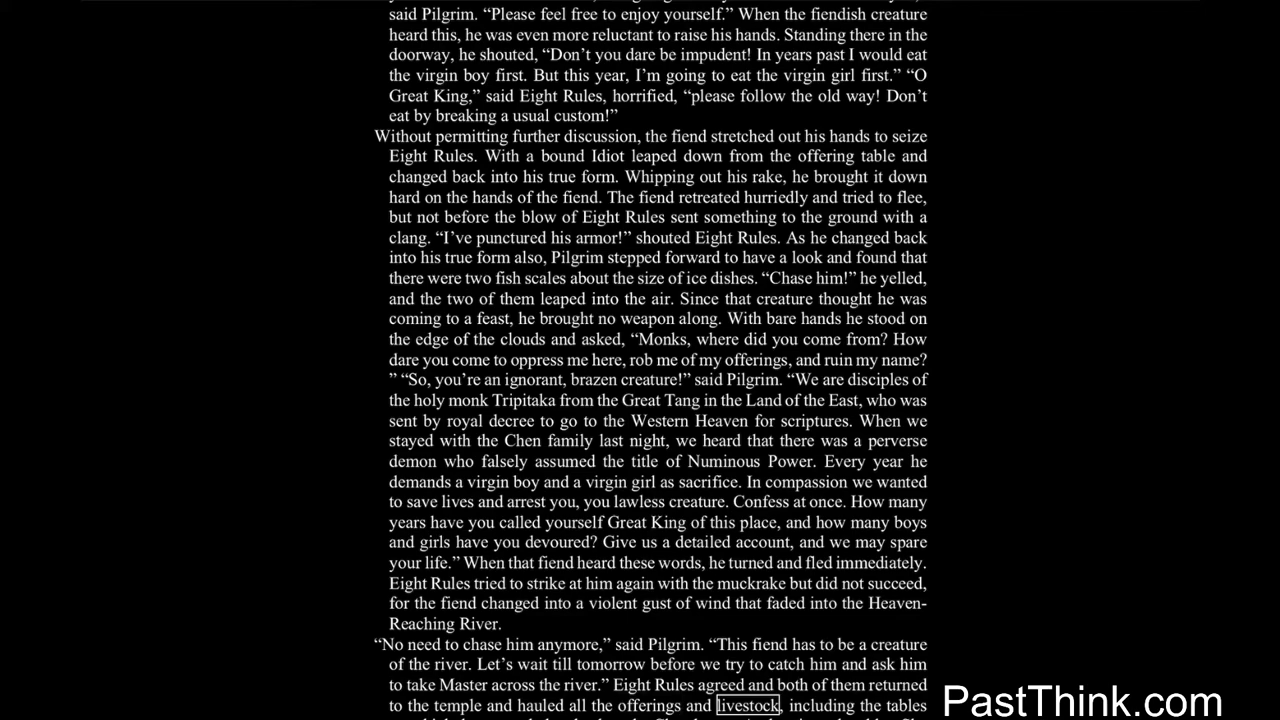 said Pilgrim. “Please feel free to enjoy yourself.” When the fiendish creature
heard this, he was even more reluctant to raise his hands. Standing there in the
doorway, he shouted, “Don’t you dare be impudent! In years past I would eat
the virgin boy first. But this year, I’m going to eat the virgin girl first.” “O
Great King,” said Eight Rules, horrified, “please follow the old way! Don’t
eat by breaking a usual custom!”
Without permitting further discussion, the fiend stretched out his hands to seize
Eight Rules. With a bound Idiot leaped down from the offering table and
changed back into his true form. Whipping out his rake, he brought it down
hard on the hands of the fiend. The fiend retreated hurriedly and tried to flee,
but not before the blow of Eight Rules sent something to the ground with a
clang. “I’ve punctured his armor!” shouted Eight Rules. As he changed back
into his true form also, Pilgrim stepped forward to have a look and found that
there were two fish scales about the size of ice dishes. “Chase him!” he yelled,
and the two of them leaped into the air. Since that creature thought he was
coming to a feast, he brought no weapon along. With bare hands he stood on
the edge of the clouds and asked, “Monks, where did you come from? How
dare you come to oppress me here, rob me of my offerings, and ruin my name?
” “So, you’re an ignorant, brazen creature!” said Pilgrim. “We are disciples of
the holy monk Tripitaka from the Great Tang in the Land of the East, who was
sent by royal decree to go to the Western Heaven for scriptures. When we
stayed with the Chen family last night, we heard that there was a perverse
demon who falsely assumed the title of Numinous Power. Every year he
demands a virgin boy and a virgin girl as sacrifice. In compassion we wanted
to save lives and arrest you, you lawless creature. Confess at once. How many
years have you called yourself Great King of this place, and how many boys
and girls have you devoured? Give us a detailed account, and we may spare
your life.” When that fiend heard these words, he turned and fled immediately.
Eight Rules tried to strike at him again with the muckrake but did not succeed,
for the fiend changed into a violent gust of wind that faded into the Heaven-
Reaching River.
“No need to chase him anymore,” said Pilgrim. “This fiend has to be a creature
of the river. Let’s wait till tomorrow before we try to catch him and ask him
to take Master across the river.” Eight Rules agreed and both of them returned
to the temple and hauled all the offerings and livestock, including the tables
PastThink.com